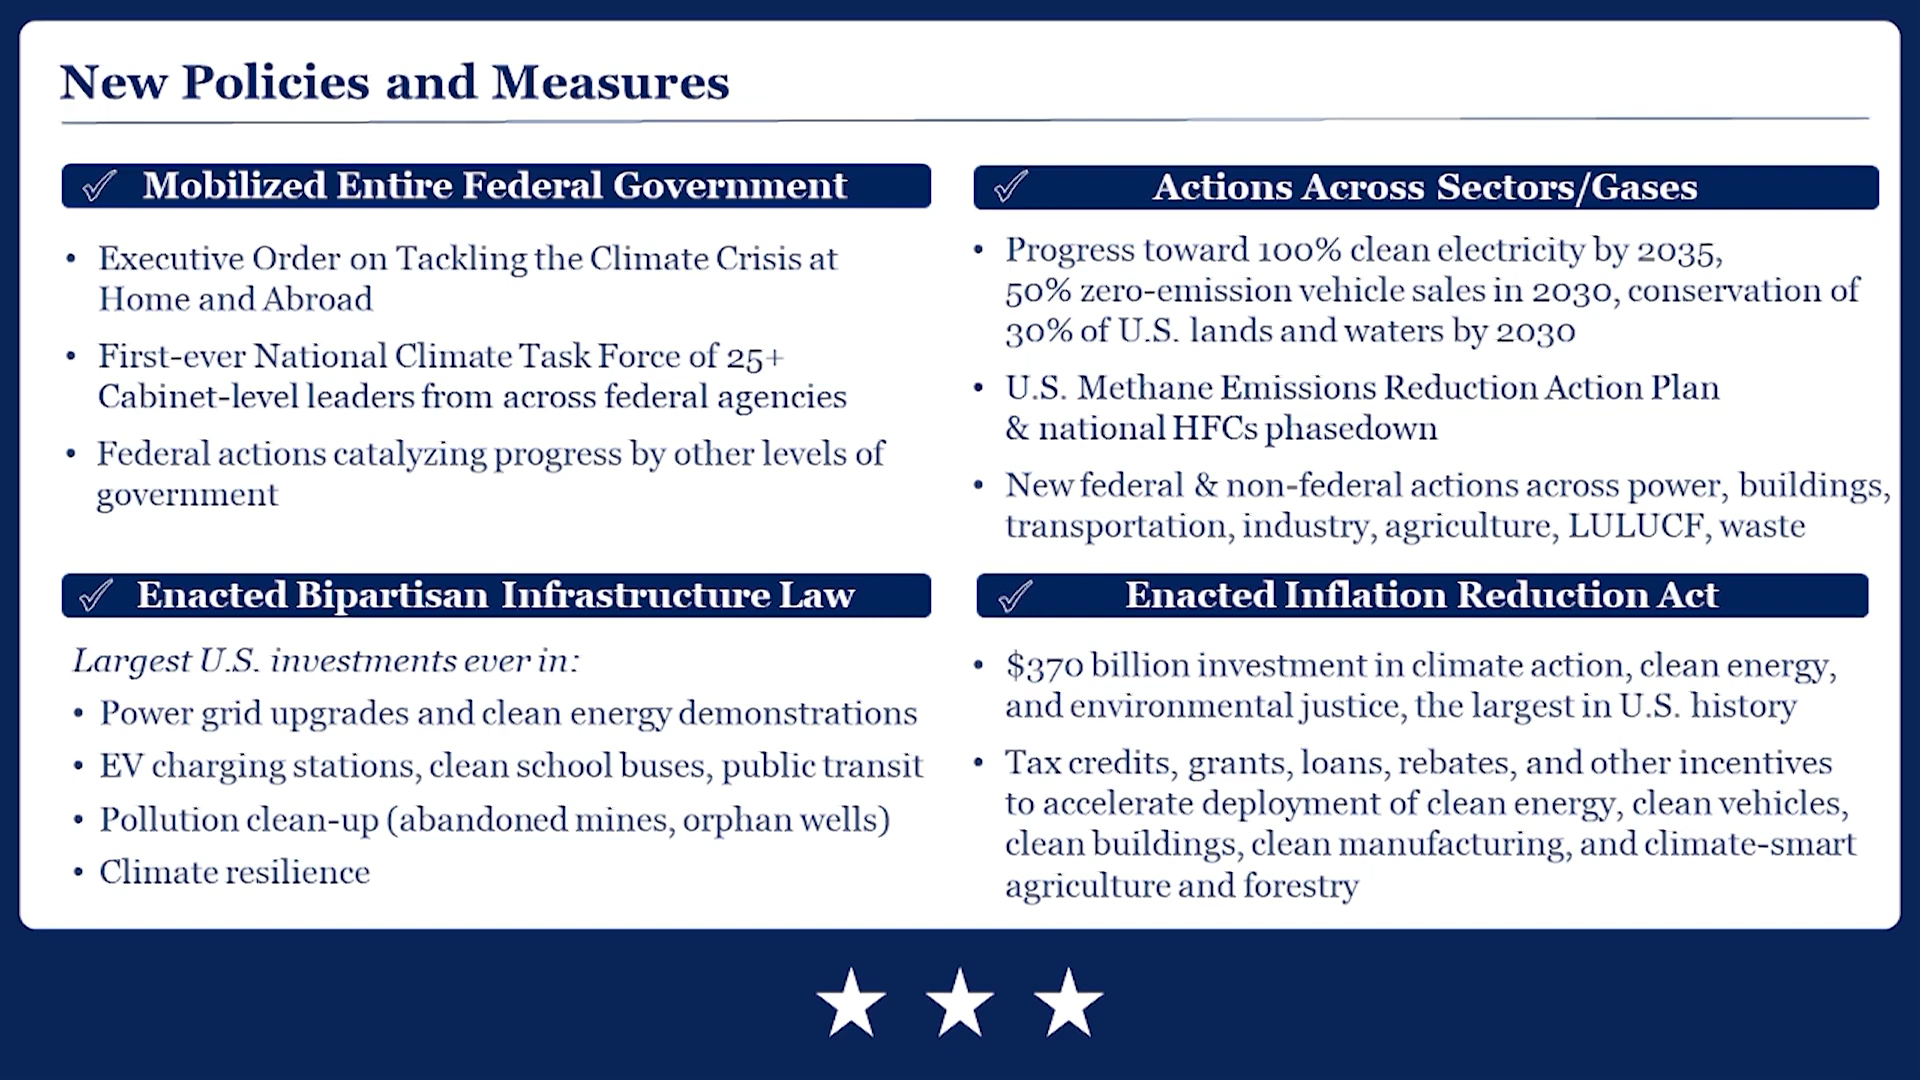 New Policies and Measures
Mobilized Entire Federal Government
• Executive Order on Tackling the Climate Crisis at
Home and Abroad
• First-ever National Climate Task Force of 25+
Cabinet-level leaders from across federal agencies
• Federal actions catalyzing progress by other levels of
government
Actions Across Sectors/Gases
• Progress toward 100% clean electricity by 2035,
50% zero-emission vehicle sales in 2030, conservation of
30% of U.S. lands and waters by 2030
• U.S. Methane Emissions Reduction Action Plan
& national HFCs phasedown
• New federal & non-federal actions across power, buildings,
transportation, industry, agriculture, LULUCF, waste
Enacted Bipartisan Infrastructure Law
Largest U.S. investments ever in:
• Power grid upgrades and clean energy demonstrations
• EV charging stations, clean school buses, public transit
• Pollution clean-up (abandoned mines, orphan wells)
• Climate resilience
Enacted Inflation Reduction Act
• $370 billion investment in climate action, clean energy,
and environmental justice, the largest in U.S. history
• Tax credits, grants, loans, rebates, and other incentives
to accelerate deployment of clean energy, clean vehicles,
clean buildings, clean manufacturing, and climate-smart
agriculture and forestry